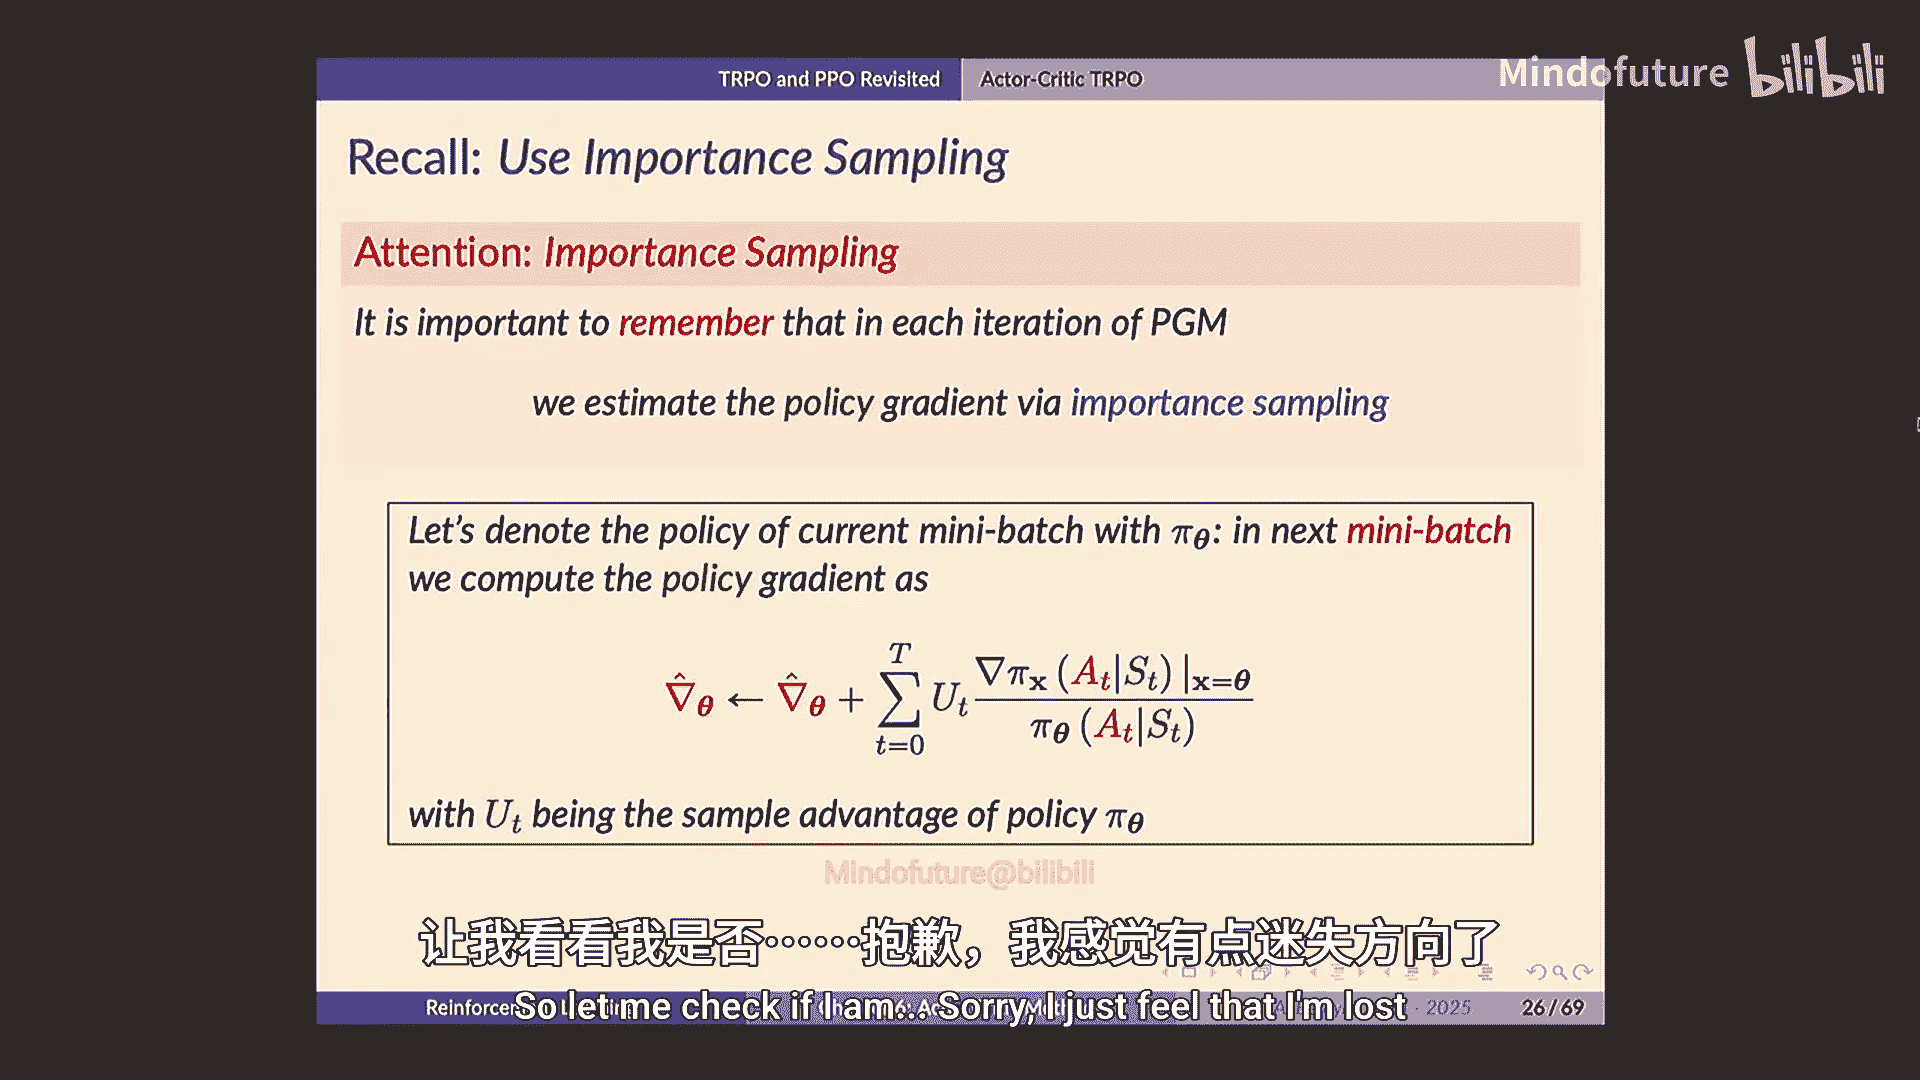 TRPO and PPO Revisited
Actor-Critic TRPO
Mindofuture bilibili
Recall: Use Importance Sampling
Attention: Importance Sampling
It is important to remember that in each iteration of PGM
we estimate the policy gradient via importance sampling
Let's denote the policy of current mini-batch with π_θ: in next mini-batch
we compute the policy gradient as
∇̂_θ ← ∇̂_θ + ∑_{t=0}^{T} U_t ∇π_x (A_t|S_t) |_{x=θ} / π_θ (A_t|S_t)
with U_t being the sample advantage of policy π_θ
Mindofuture@bilibili
让我看看我是否……抱歉，我感觉有点迷失方向了
So let me check if I am... Sorry, I just feel that I'm lost
2025
26/69